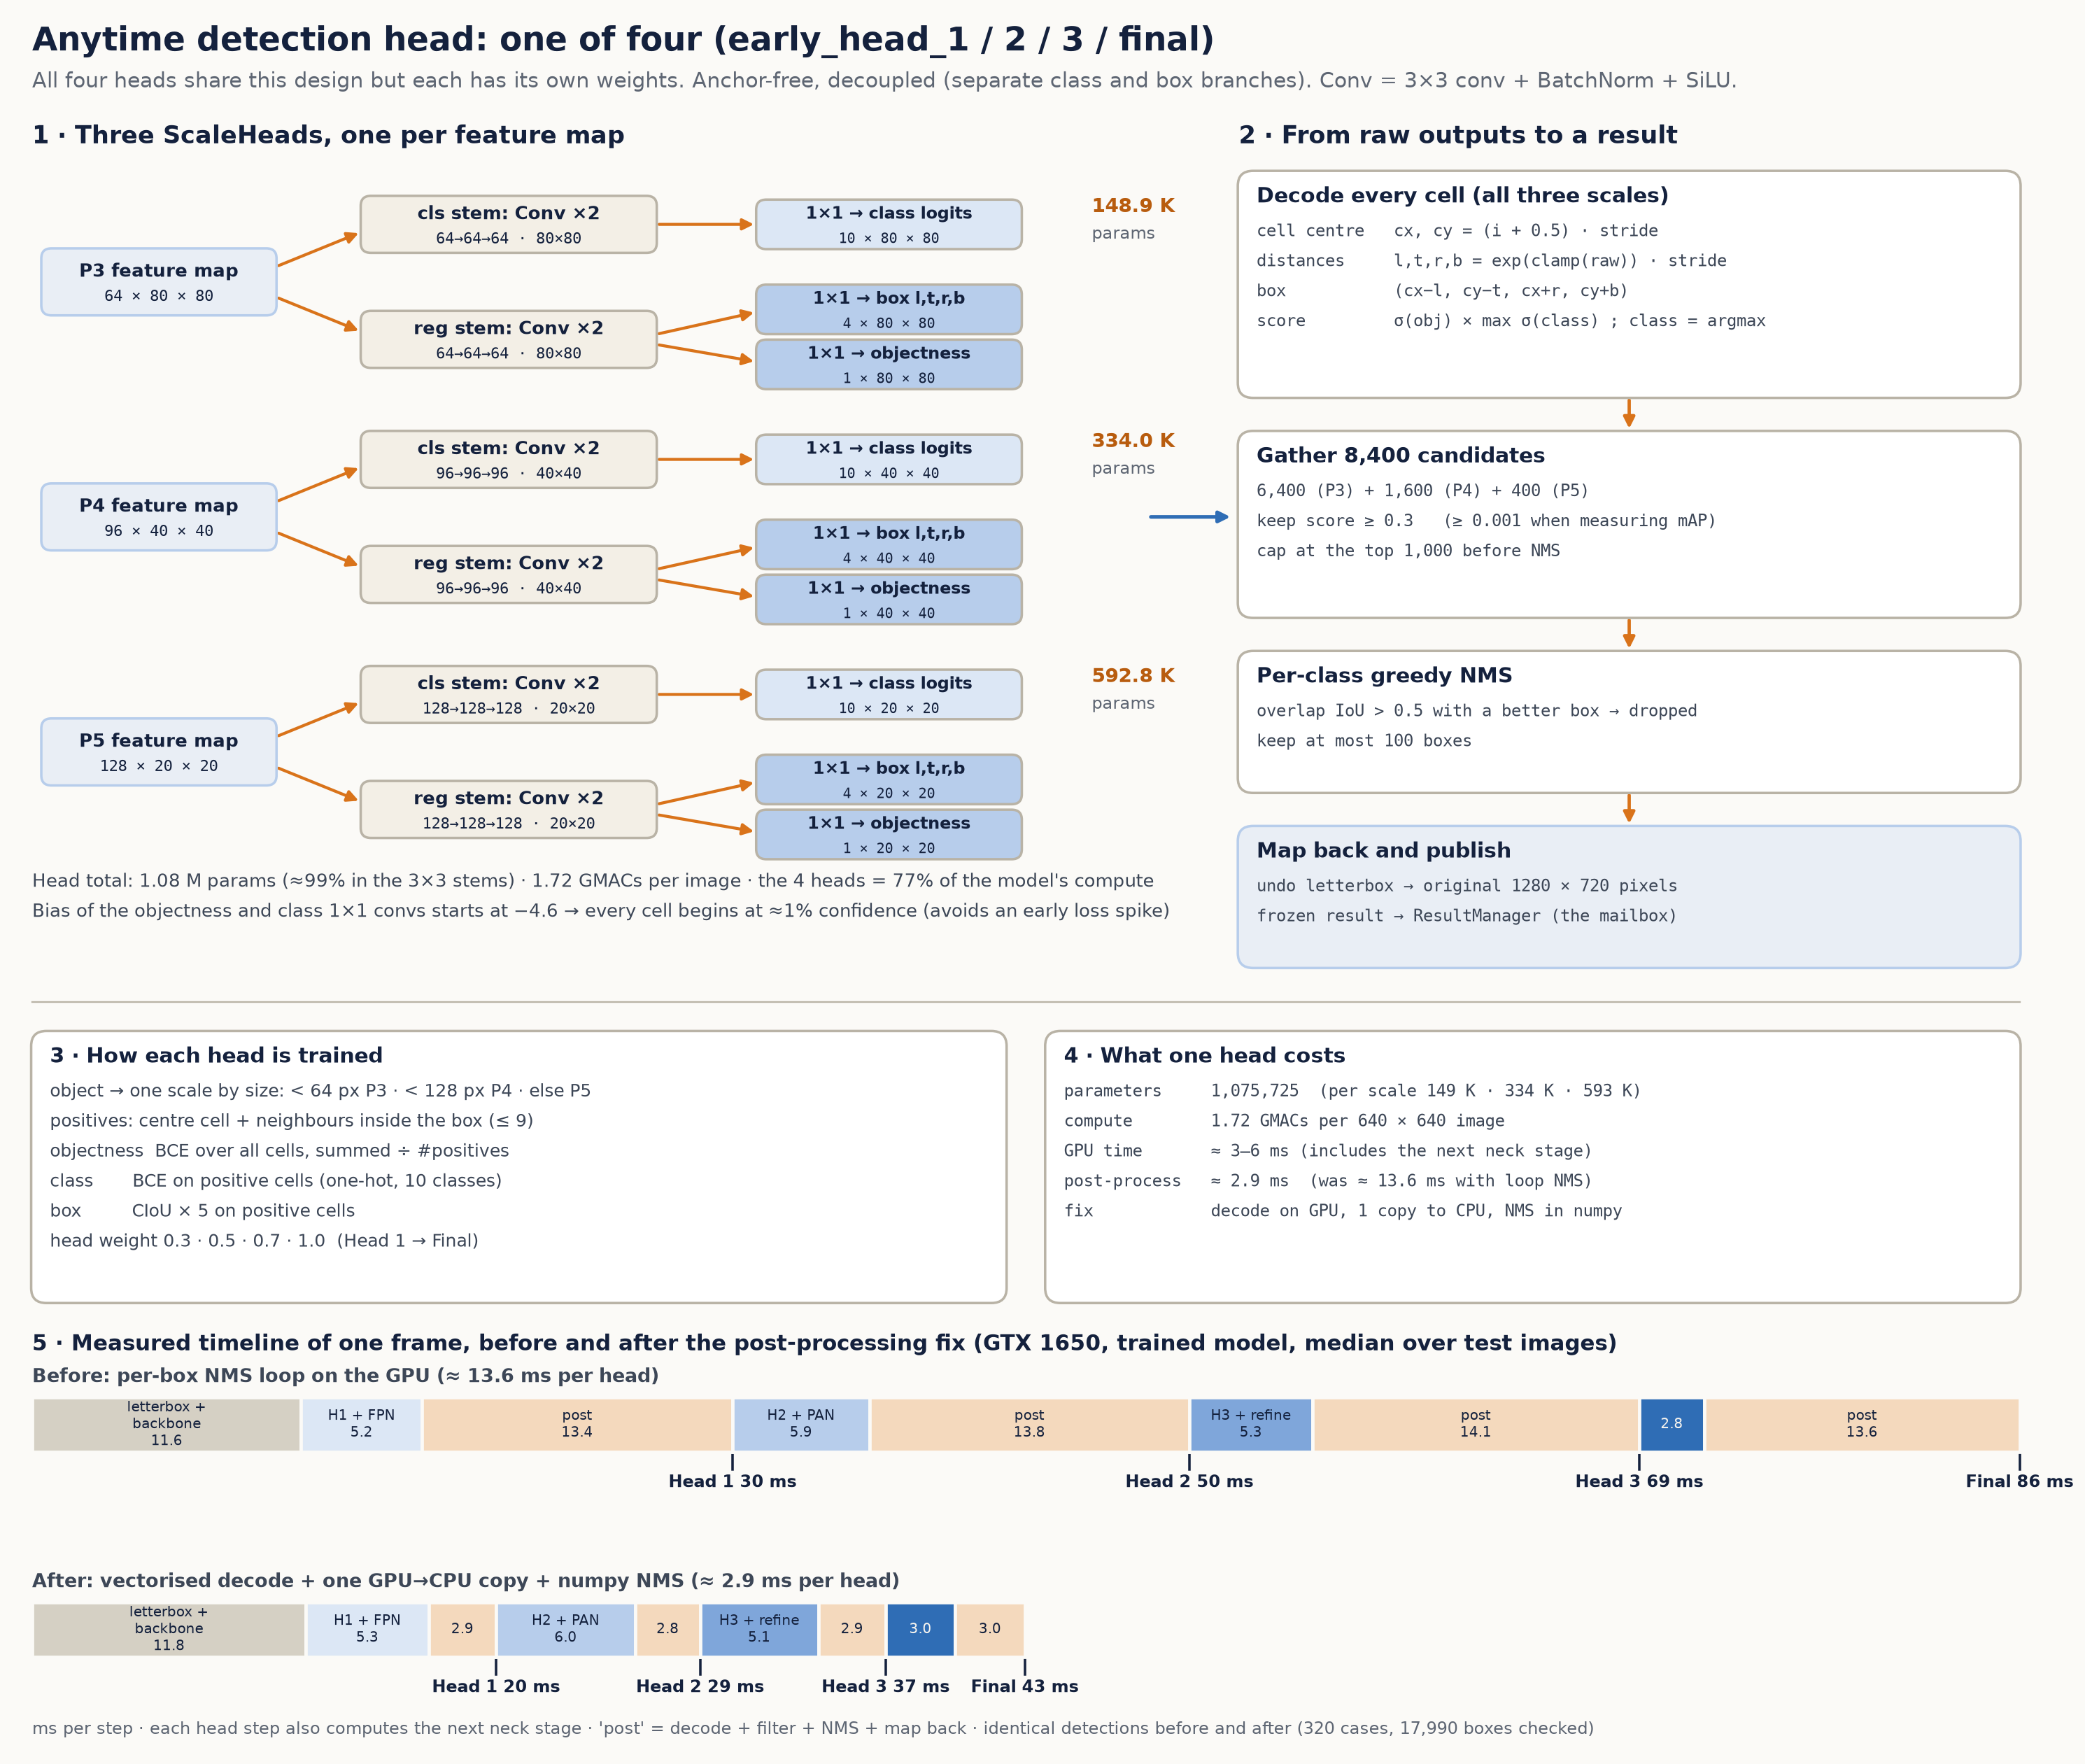 Anytime detection head: one of four (early_head_1 / 2 / 3 / final)
All four heads share this design but each has its own weights. Anchor-free, decoupled (separate class and box branches). Conv = 3×3 conv + BatchNorm + SiLU.
1 · Three ScaleHeads, one per feature map
P3 feature map
64 × 80 × 80
cls stem: Conv ×2
64→64→64 · 80×80
1×1 → class logits
10 × 80 × 80
148.9 K
params
reg stem: Conv ×2
64→64→64 · 80×80
1×1 → box l,t,r,b
4 × 80 × 80
1×1 → objectness
1 × 80 × 80
P4 feature map
96 × 40 × 40
cls stem: Conv ×2
96→96→96 · 40×40
1×1 → class logits
10 × 40 × 40
334.0 K
params
reg stem: Conv ×2
96→96→96 · 40×40
1×1 → box l,t,r,b
4 × 40 × 40
1×1 → objectness
1 × 40 × 40
P5 feature map
128 × 20 × 20
cls stem: Conv ×2
128→128→128 · 20×20
1×1 → class logits
10 × 20 × 20
592.8 K
params
reg stem: Conv ×2
128→128→128 · 20×20
1×1 → box l,t,r,b
4 × 20 × 20
1×1 → objectness
1 × 20 × 20
Head total: 1.08 M params (≈99% in the 3×3 stems) · 1.72 GMACs per image · the 4 heads = 77% of the model's compute
Bias of the objectness and class 1×1 convs starts at −4.6 → every cell begins at ≈1% confidence (avoids an early loss spike)
2 · From raw outputs to a result
Decode every cell (all three scales)
cell centre cx, cy = (i + 0.5) · stride
distances l,t,r,b = exp(clamp(raw)) · stride
box (cx−l, cy−t, cx+r, cy+b)
score σ(obj) × max σ(class) ; class = argmax
Gather 8,400 candidates
6,400 (P3) + 1,600 (P4) + 400 (P5)
keep score ≥ 0.3 (≥ 0.001 when measuring mAP)
cap at the top 1,000 before NMS
Per-class greedy NMS
overlap IoU > 0.5 with a better box → dropped
keep at most 100 boxes
Map back and publish
undo letterbox → original 1280 × 720 pixels
frozen result → ResultManager (the mailbox)
3 · How each head is trained
object → one scale by size: < 64 px P3 · < 128 px P4 · else P5
positives: centre cell + neighbours inside the box (≤ 9)
objectness BCE over all cells, summed ÷ #positives
class BCE on positive cells (one-hot, 10 classes)
box CIoU × 5 on positive cells
head weight 0.3 · 0.5 · 0.7 · 1.0 (Head 1 → Final)
4 · What one head costs
parameters 1,075,725 (per scale 149 K · 334 K · 593 K)
compute 1.72 GMACs per 640 × 640 image
GPU time ≈ 3–6 ms (includes the next neck stage)
post-process ≈ 2.9 ms (was ≈ 13.6 ms with loop NMS)
fix decode on GPU, 1 copy to CPU, NMS in numpy
5 · Measured timeline of one frame, before and after the post-processing fix (GTX 1650, trained model, median over test images)
Before: per-box NMS loop on the GPU (≈ 13.6 ms per head)
letterbox +
backbone
11.6
H1 + FPN
5.2
post
13.4
H2 + PAN
5.9
post
13.8
H3 + refine
5.3
post
14.1
2.8
post
13.6
Head 1 30 ms
Head 2 50 ms
Head 3 69 ms
Final 86 ms
After: vectorised decode + one GPU→CPU copy + numpy NMS (≈ 2.9 ms per head)
letterbox +
backbone
11.8
H1 + FPN
5.3
2.9
H2 + PAN
6.0
2.8
H3 + refine
5.1
2.9
3.0
3.0
Head 1 20 ms
Head 2 29 ms
Head 3 37 ms
Final 43 ms
ms per step · each head step also computes the next neck stage · 'post' = decode + filter + NMS + map back · identical detections before and after (320 cases, 17,990 boxes checked)